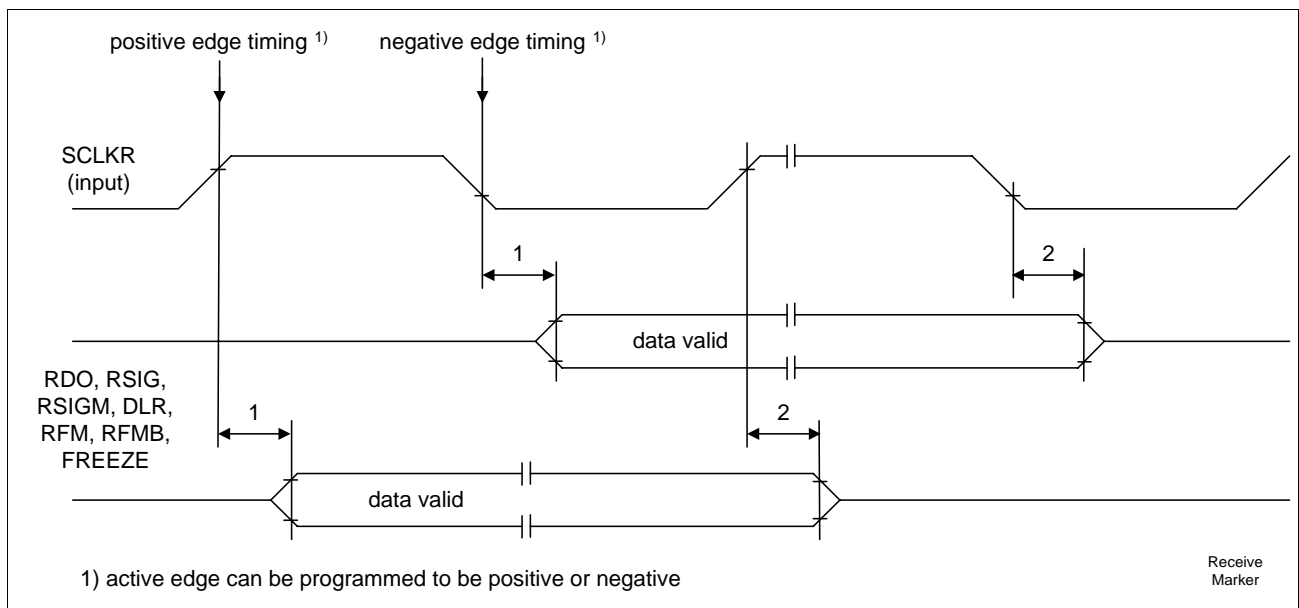 positive edge timing 1)
negative edge timing 1)
SCLKR
(input)
1
2
data valid
RDO, RSIG,
RSIGM, DLR,
RFM, RFMB,
FREEZE
1
2
data valid
1) active edge can be programmed to be positive or negative
Receive
Marker